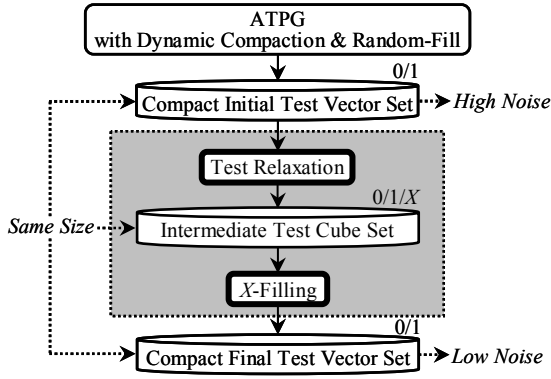 ATPG
with Dynamic Compaction & Random-Fill
0/1
Compact Initial Test Vector Set
High Noise
Test Relaxation
0/1/X
Same Size
Intermediate Test Cube Set
X-Filling
0/1
Compact Final Test Vector Set
Low Noise